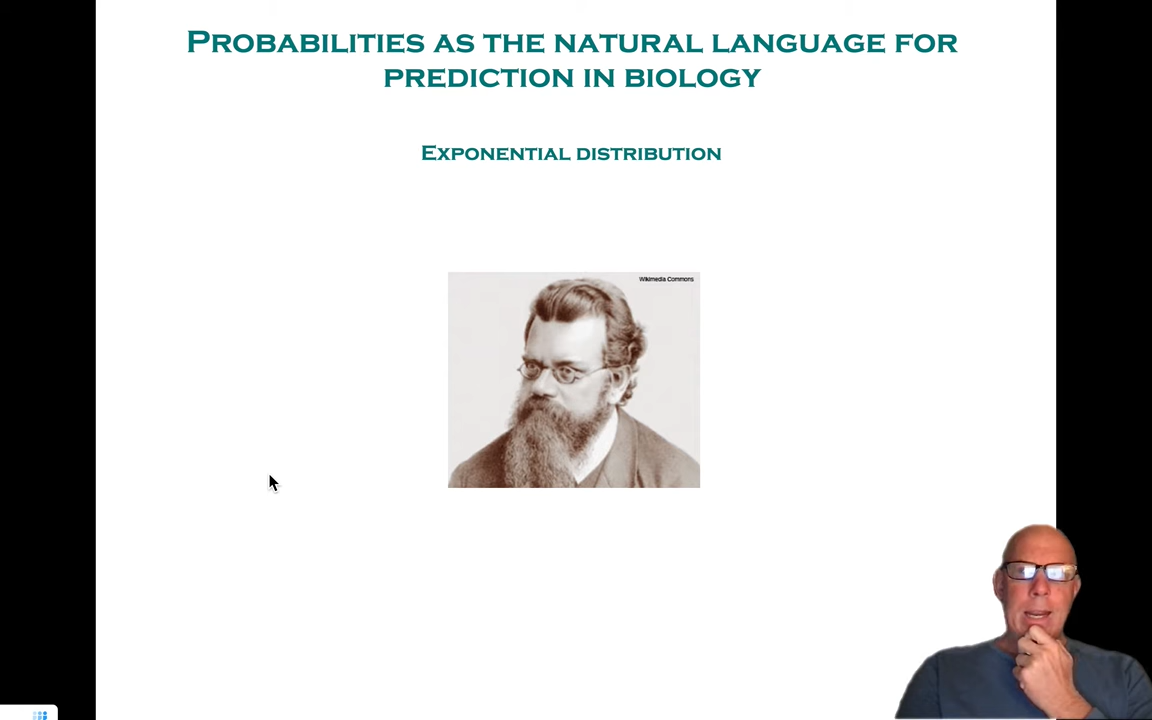 PROBABILITIES AS THE NATURAL LANGUAGE FOR
PREDICTION IN BIOLOGY
EXPONENTIAL DISTRIBUTION
Wikimedia Commons